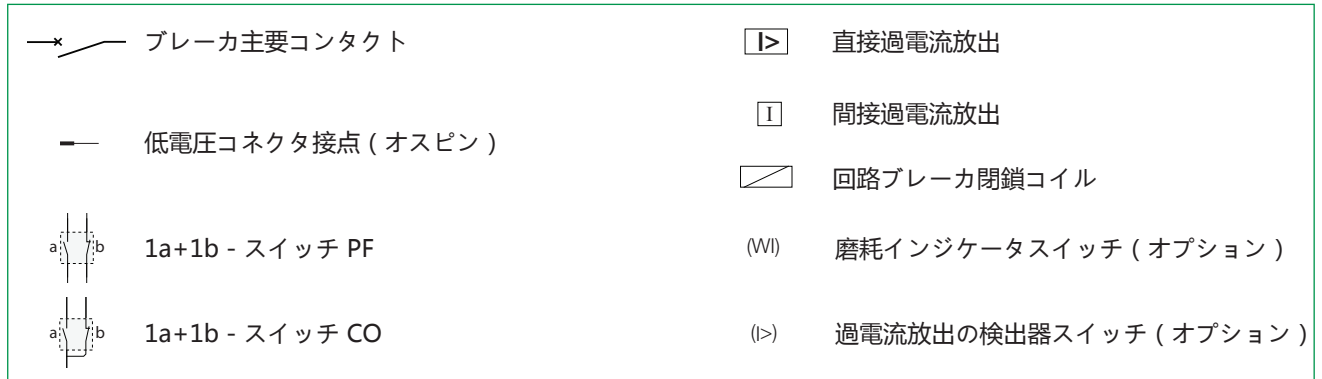 ブレーカ主要コンタクト
低電圧コネクタ接点 ( オスピン )
a b 1a+1b - スイッチ PF
a b 1a+1b - スイッチ CO
I> 直接過電流放出
I 間接過電流放出
回路ブレーカ閉鎖コイル
(WI) 磨耗インジケータスイッチ ( オプション )
(I>) 過電流放出の検出器スイッチ ( オプション )